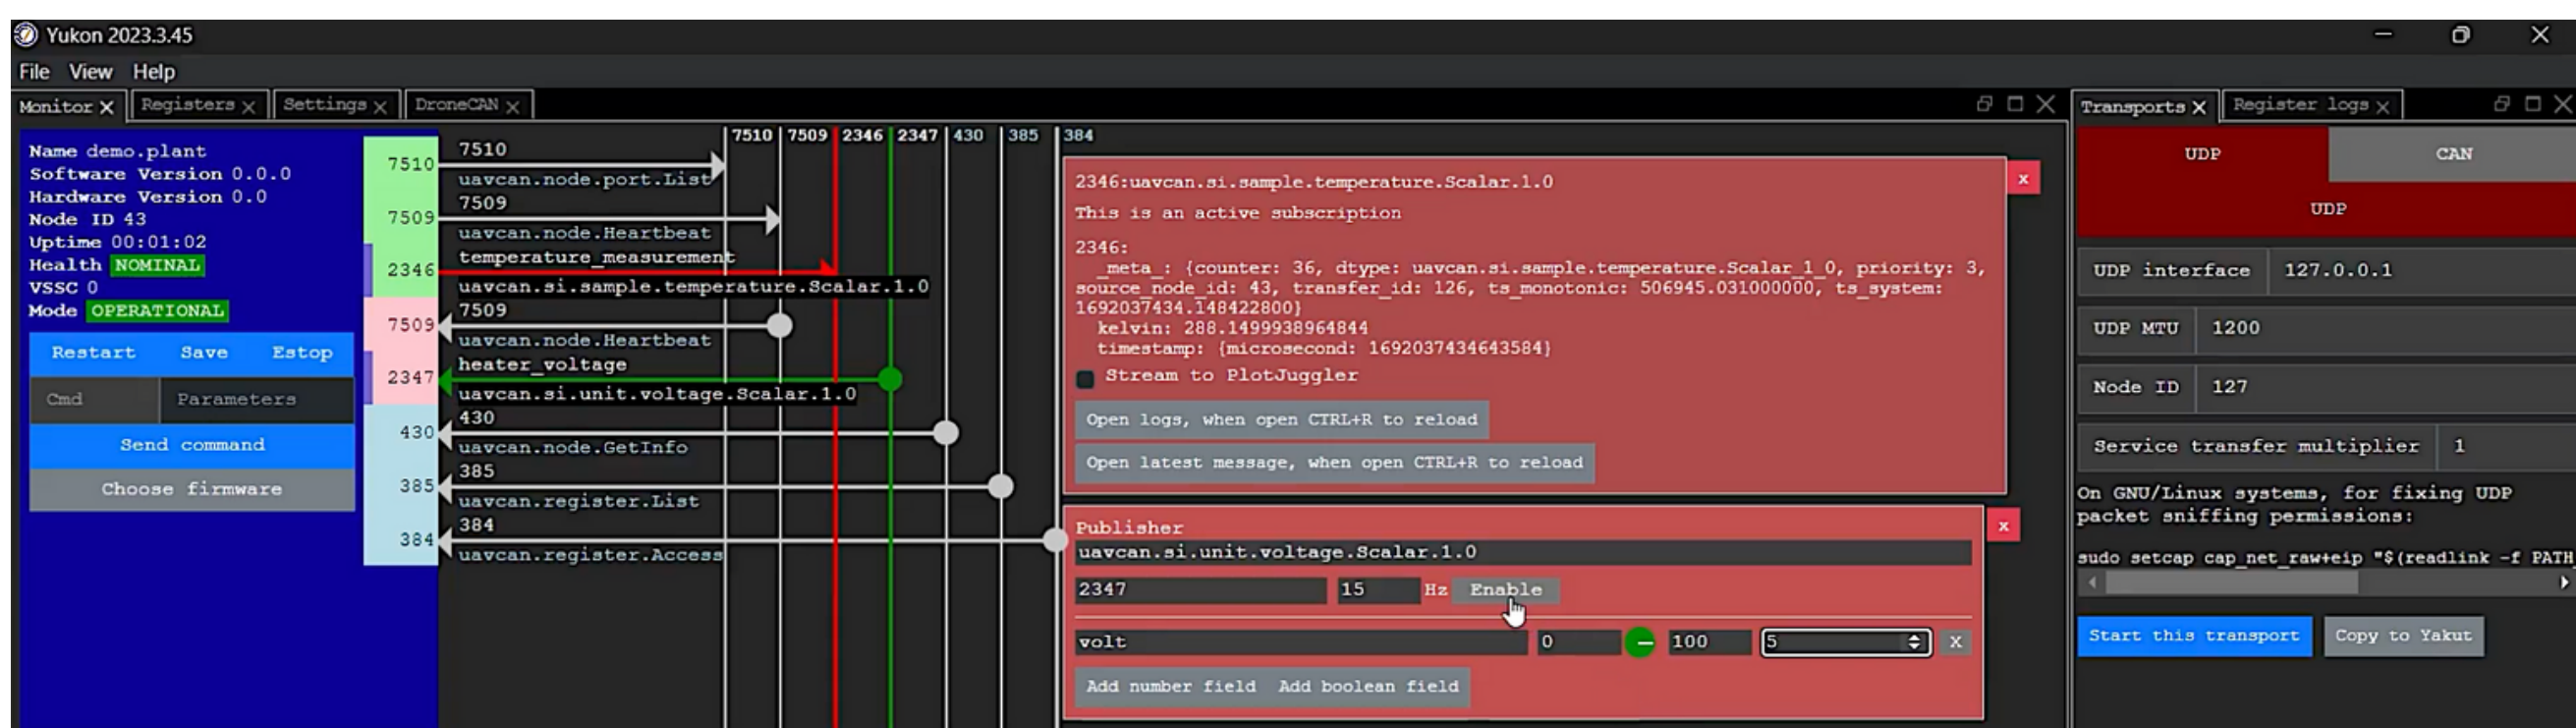 Yukon 2023.3.45
File View Help
Monitor X Registers X Settings X DroneCAN X
Name demo.plant
Software Version 0.0.0
Hardware Version 0.0
Node ID 43
Uptime 00:01:02
Health NOMINAL
VSSC 0
Mode OPERATIONAL
Restart Save Estop
Cmd Parameters
Send command
Choose firmware
7510
7509
2346
7509
2347
430
385
384
7510
uavcan.node.port.List
7509
uavcan.node.Heartbeat
temperature_measurement
uavcan.si.sample.temperature.Scalar.1.0
7509
uavcan.node.Heartbeat
heater_voltage
uavcan.si.unit.voltage.Scalar.1.0
430
uavcan.node.GetInfo
385
uavcan.register.List
384
uavcan.register.Access
7510 7509 2346 2347 430 385 384
2346:uavcan.si.sample.temperature.Scalar.1.0
x
This is an active subscription
2346:
_meta_: {counter: 36, dtype: uavcan.si.sample.temperature.Scalar_1_0, priority: 3,
source_node_id: 43, transfer_id: 126, ts_monotonic: 506945.031000000, ts_system:
1692037434.148422800}
kelvin: 288.1499938964844
timestamp: {microsecond: 1692037434643584}
Stream to PlotJuggler
Open logs, when open CTRL+R to reload
Open latest message, when open CTRL+R to reload
Publisher
x
uavcan.si.unit.voltage.Scalar.1.0
2347 15 Hz Enable
volt 0 100 5 X
Add number field Add boolean field
Transports X Register logs X
UDP CAN
UDP
UDP interface 127.0.0.1
UDP MTU 1200
Node ID 127
Service transfer multiplier 1
On GNU/Linux systems, for fixing UDP
packet sniffing permissions:
sudo setcap cap_net_raw+eip "$(readlink -f PATH_
Start this transport Copy to Yakut